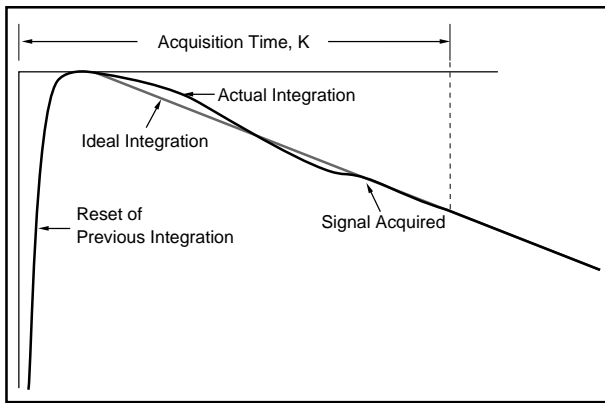 Acquisition Time, K
Actual Integration
Ideal Integration
Reset of
Previous Integration
Signal Acquired